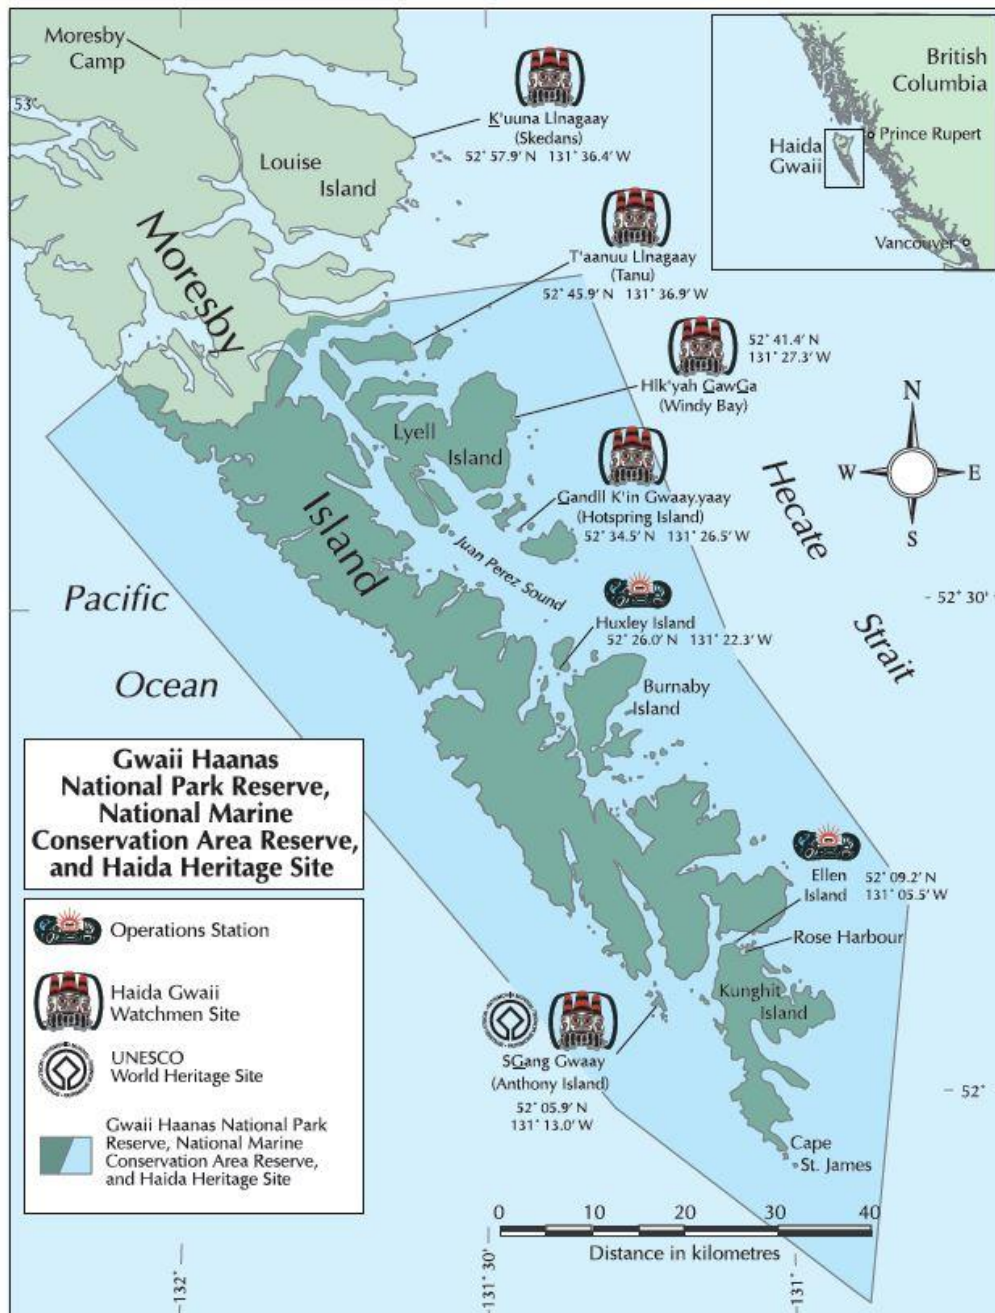 Moresby
Camp
53°
K'uuna Llnagaay
(Skedans)
52° 57.9' N 131° 36.4' W
Louise
Island
British
Columbia
Prince Rupert
Haida
Gwaii
Vancouver
T'aanuu Llnagaay
(Tanu)
52° 45.9' N 131° 36.9' W
Moresby
Island
52° 41.4' N
131° 27.3' W
Hlk'yah GawGa
(Windy Bay)
Lyell
Island
Gandll K'in Gwaay.yaay
(Hotspring Island)
52° 34.5' N 131° 26.5' W
N
W
E
S
Hecate
Strait
Juan Perez Sound
Pacific
Ocean
52° 30'
Huxley Island
52° 26.0' N 131° 22.3' W
Burnaby
Island
Gwaii Haanas
National Park Reserve,
National Marine
Conservation Area Reserve,
and Haida Heritage Site
Ellen
Island
52° 09.2' N
131° 05.5' W
Rose Harbour
Kunghit
Island
Operations Station
Haida Gwaii
Watchmen Site
UNESCO
World Heritage Site
Gwaii Haanas National Park
Reserve, National Marine
Conservation Area Reserve,
and Haida Heritage Site
SGang Gwaay
(Anthony Island)
52° 05.9' N
131° 13.0' W
52°
Cape
St. James
0 10 20 30 40
Distance in kilometres
132°
131° 30'
131°